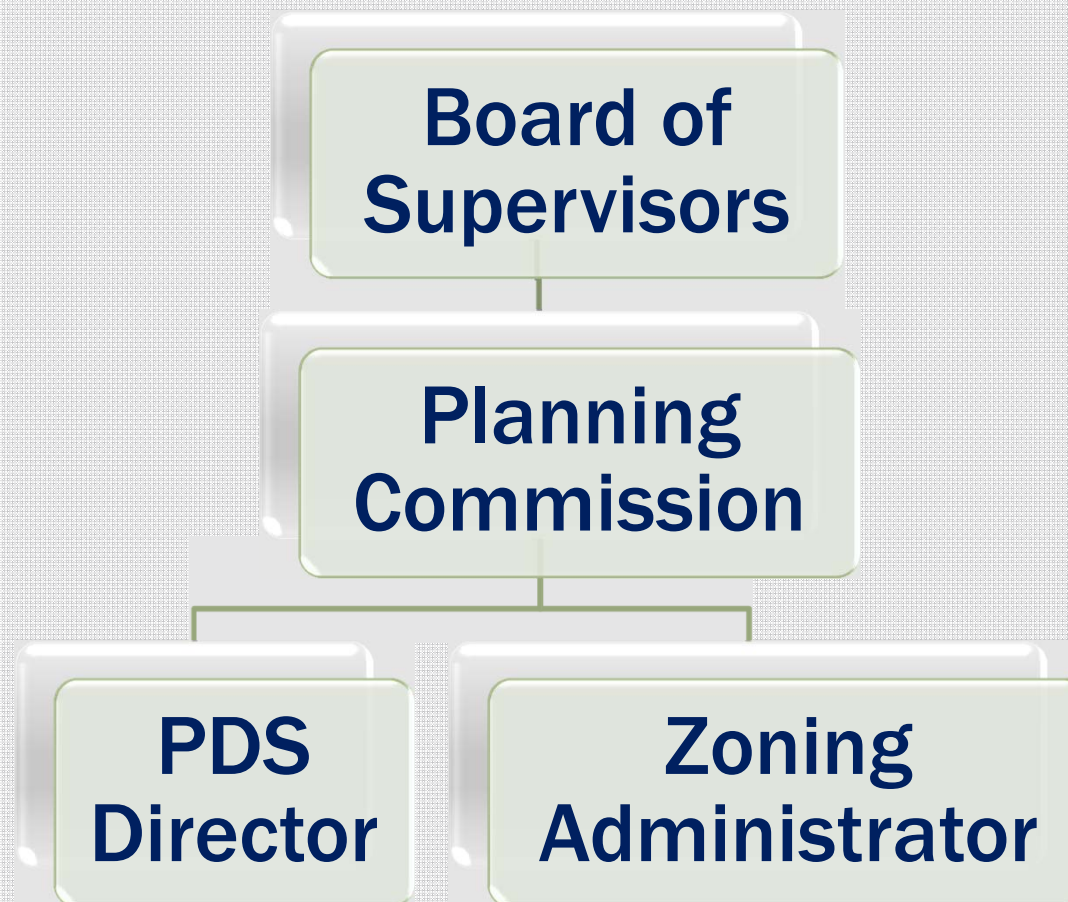 Board of
Supervisors
Planning
Commission
PDS
Director
Zoning
Administrator